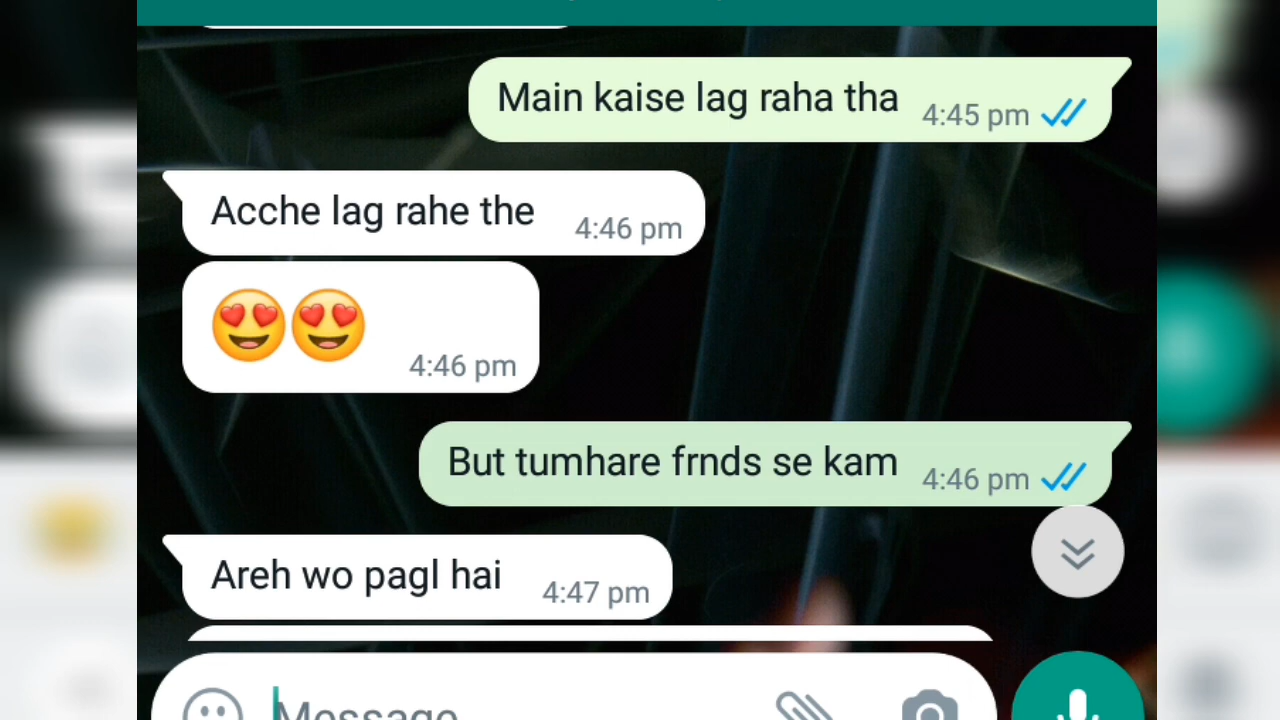 Main kaise lag raha tha 4:45 pm
Acche lag rahe the 4:46 pm
😍😍 4:46 pm
But tumhare frnds se kam 4:46 pm
Areh wo pagl hai 4:47 pm
Message